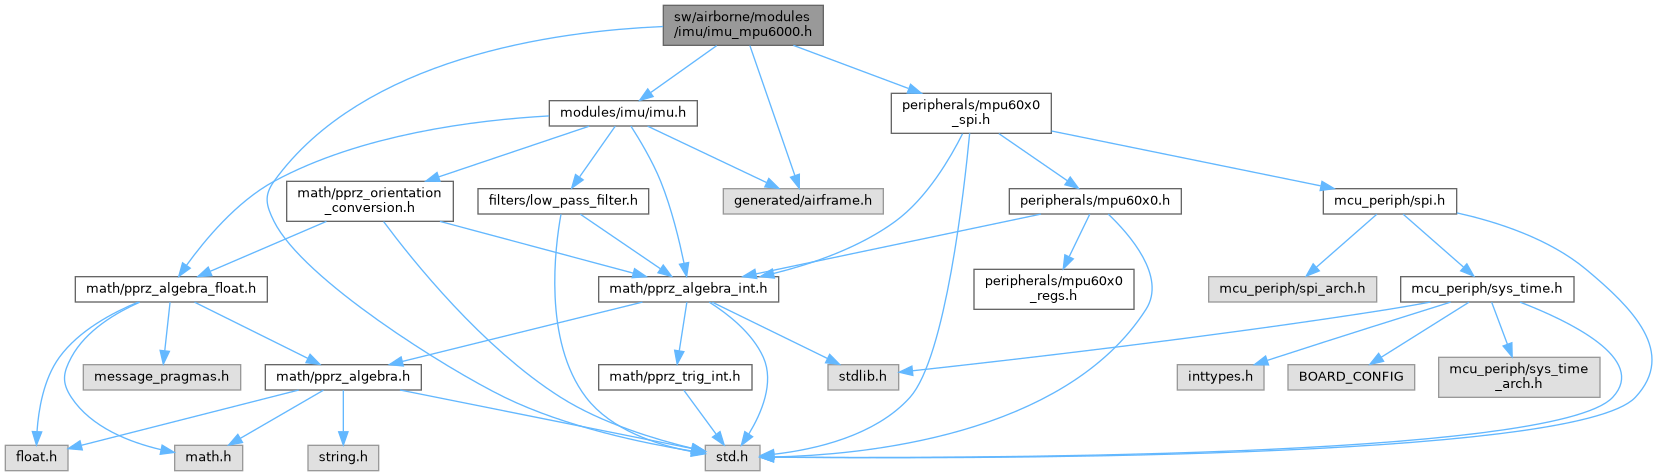 sw/airborne/modules
/imu/imu_mpu6000.h
modules/imu/imu.h
peripherals/mpu60x0
_spi.h
math/pprz_orientation
_conversion.h
filters/low_pass_filter.h
generated/airframe.h
peripherals/mpu60x0.h
mcu_periph/spi.h
math/pprz_algebra_float.h
math/pprz_algebra_int.h
peripherals/mpu60x0
_regs.h
mcu_periph/spi_arch.h
mcu_periph/sys_time.h
message_pragmas.h
math/pprz_algebra.h
math/pprz_trig_int.h
stdlib.h
inttypes.h
BOARD_CONFIG
mcu_periph/sys_time
_arch.h
float.h
math.h
string.h
std.h